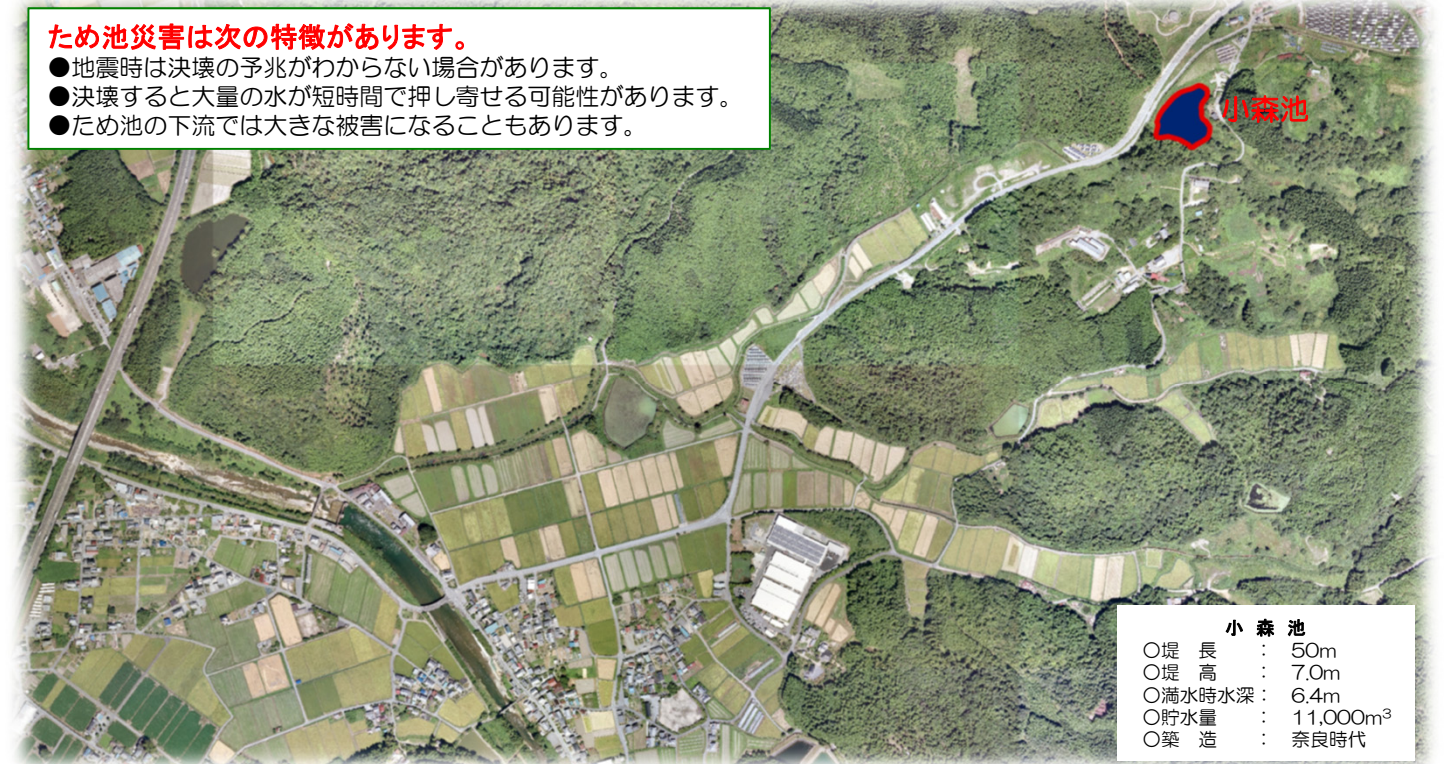 ため池災害は次の特徴があります。
●地震時は決壊の予兆がわからない場合があります。
●決壊すると大量の水が短時間で押し寄せる可能性があります。
●ため池の下流では大きな被害になることもあります。
小森池
小 森 池
○堤 長 : 50m
○堤 高 : 7.0m
○満水時水深: 6.4m
○貯水量 : 11,000m³
○築 造 : 奈良時代